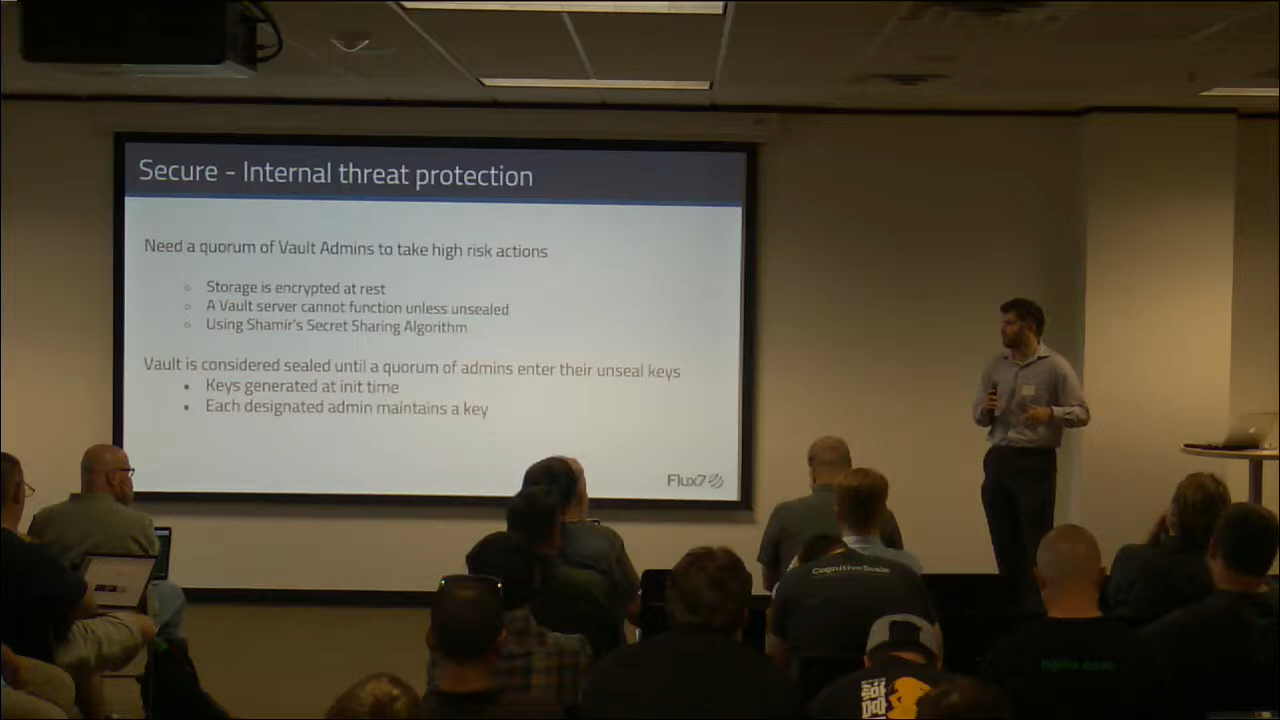 Secure - Internal threat protection
Need a quorum of Vault Admins to take high risk actions
Storage is encrypted at rest
A Vault server cannot function unless unsealed
Using Shamir's Secret Sharing Algorithm
Vault is considered sealed until a quorum of admins enter their unseal keys
Keys generated at init time
Each designated admin maintains a key
Flux7
CognitiveScale